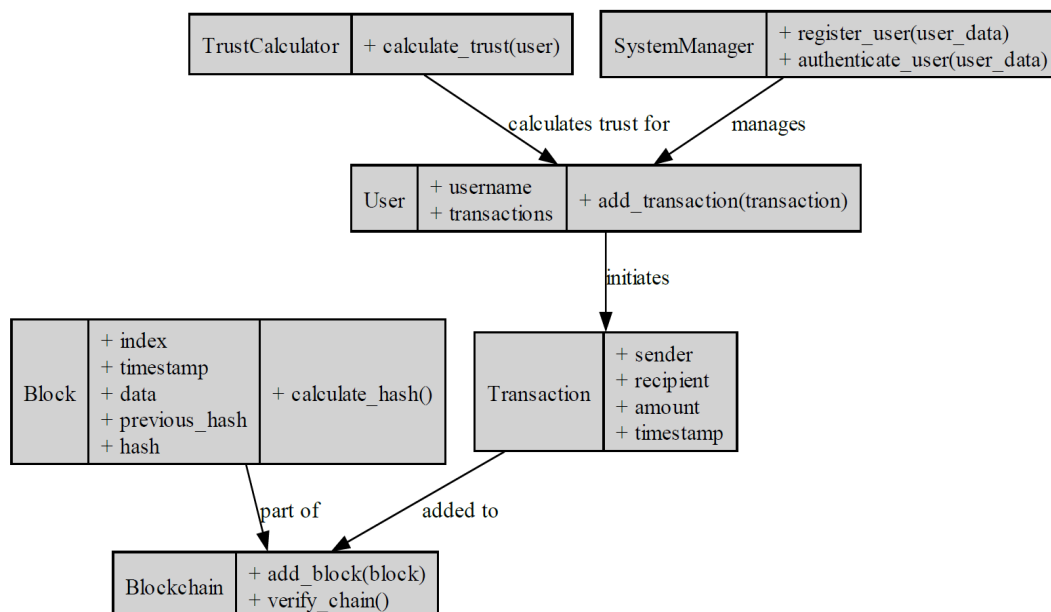 TrustCalculator
+ calculate_trust(user)
SystemManager
+ register_user(user_data)
+ authenticate_user(user_data)
calculates trust for
manages
User
+ username
+ transactions
+ add_transaction(transaction)
initiates
Block
+ index
+ timestamp
+ data
+ previous_hash
+ hash
+ calculate_hash()
Transaction
+ sender
+ recipient
+ amount
+ timestamp
part of
added to
Blockchain
+ add_block(block)
+ verify_chain()